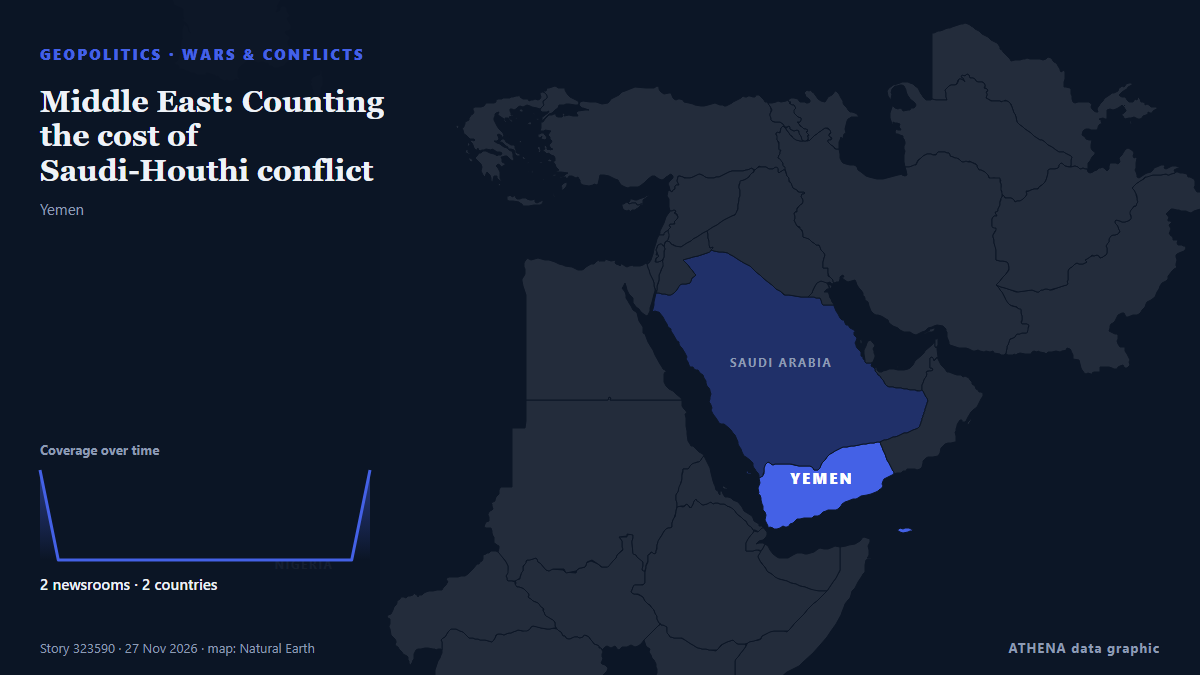 GEOPOLITICS · WARS & CONFLICTS
Middle East: Counting
the cost of
Saudi-Houthi conflict
Yemen
SAUDI ARABIA
YEMEN
Coverage over time
NIGERIA
2 newsrooms · 2 countries
Story 323590 · 27 Nov 2026 · map: Natural Earth
ATHENA data graphic